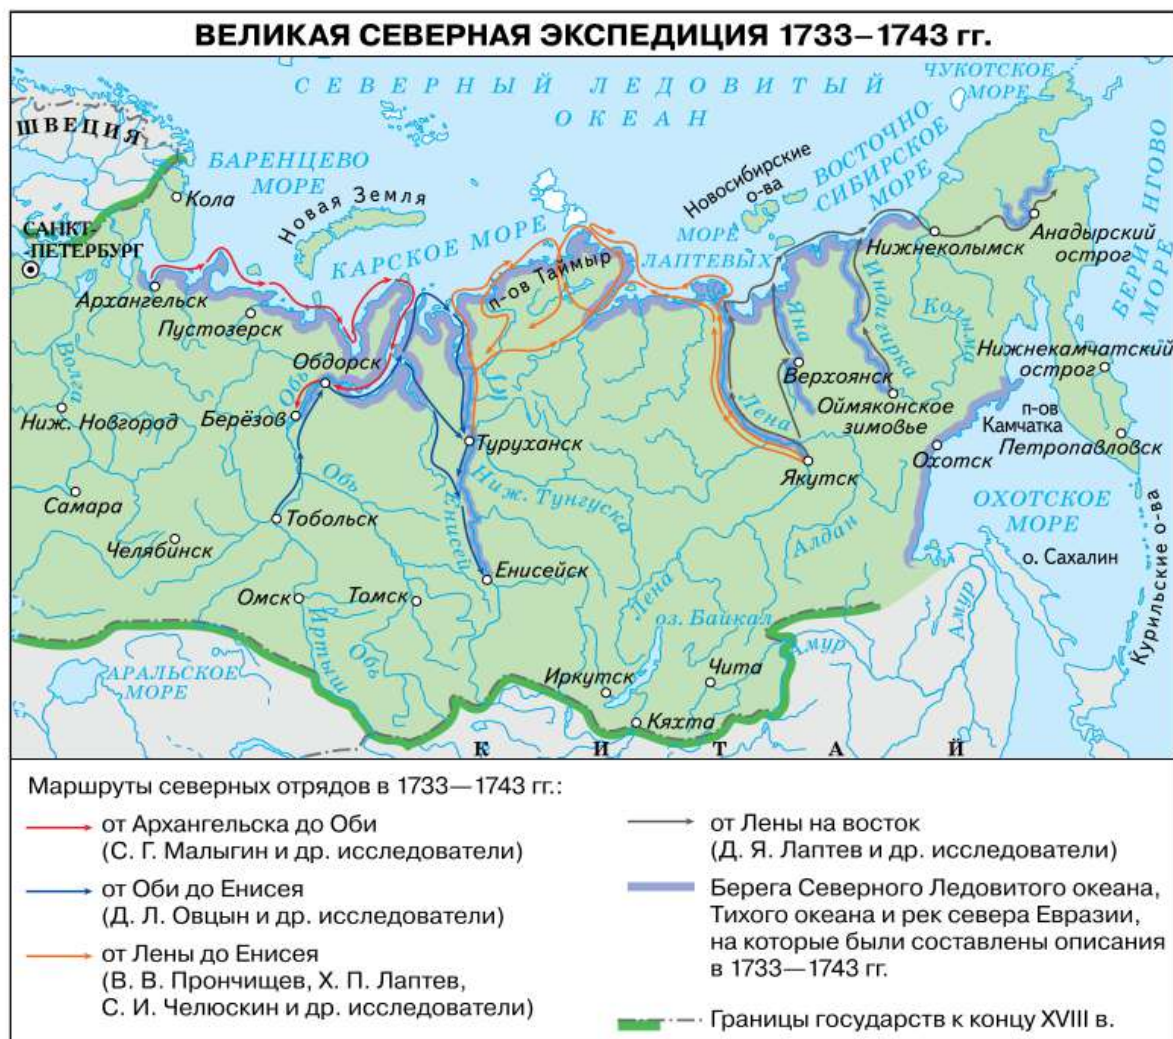 ВЕЛИКАЯ СЕВЕРНАЯ ЭКСПЕДИЦИЯ 1733–1743 гг.
СЕВЕРНЫЙ ЛЕДОВИТЫЙ
ОКЕАН
ЧУКОТСКОЕ
МОРЕ
ШВЕЦИЯ
БАРЕНЦЕВО
МОРЕ
Кола
Новая Земля
КАРСКОЕ МОРЕ
п-ов Таймыр
Новосибирские
о-ва
МОРЕ
ЛАПТЕВЫХ
ВОСТОЧНО-
СИБИРСКОЕ
МОРЕ
БЕРИНГОВО
МОРЕ
САНКТ-
-ПЕТЕРБУРГ
Архангельск
Пустозерск
Нижнеколымск
Анадырский
острог
Обдорск
Обь
Берёзов
Волга
Ниж. Новгород
Яна
Индигирка
Колыма
Верхоянск
Оймяконское
зимовье
Нижнекамчатский
острог
п-ов
Камчатка
Петропавловск
Туруханск
Лена
Якутск
Охотск
Самара
Обь
Тобольск
Ниж. Тунгуска
Енисей
Алдан
ОХОТСКОЕ
МОРЕ
Челябинск
Енисейск
о. Сахалин
Курильские о-ва
Омск
Томск
Иртыш
Обь
Лена
оз. Байкал
Амур
Амур
АРАЛЬСКОЕ
МОРЕ
Иркутск
Чита
Кяхта
КИТАЙ
Маршруты северных отрядов в 1733—1743 гг.:
от Архангельска до Оби
(С. Г. Малыгин и др. исследователи)
от Оби до Енисея
(Д. Л. Овцын и др. исследователи)
от Лены до Енисея
(В. В. Прончищев, Х. П. Лаптев,
С. И. Челюскин и др. исследователи)
от Лены на восток
(Д. Я. Лаптев и др. исследователи)
Берега Северного Ледовитого океана,
Тихого океана и рек севера Евразии,
на которые были составлены описания
в 1733—1743 гг.
Границы государств к концу XVIII в.